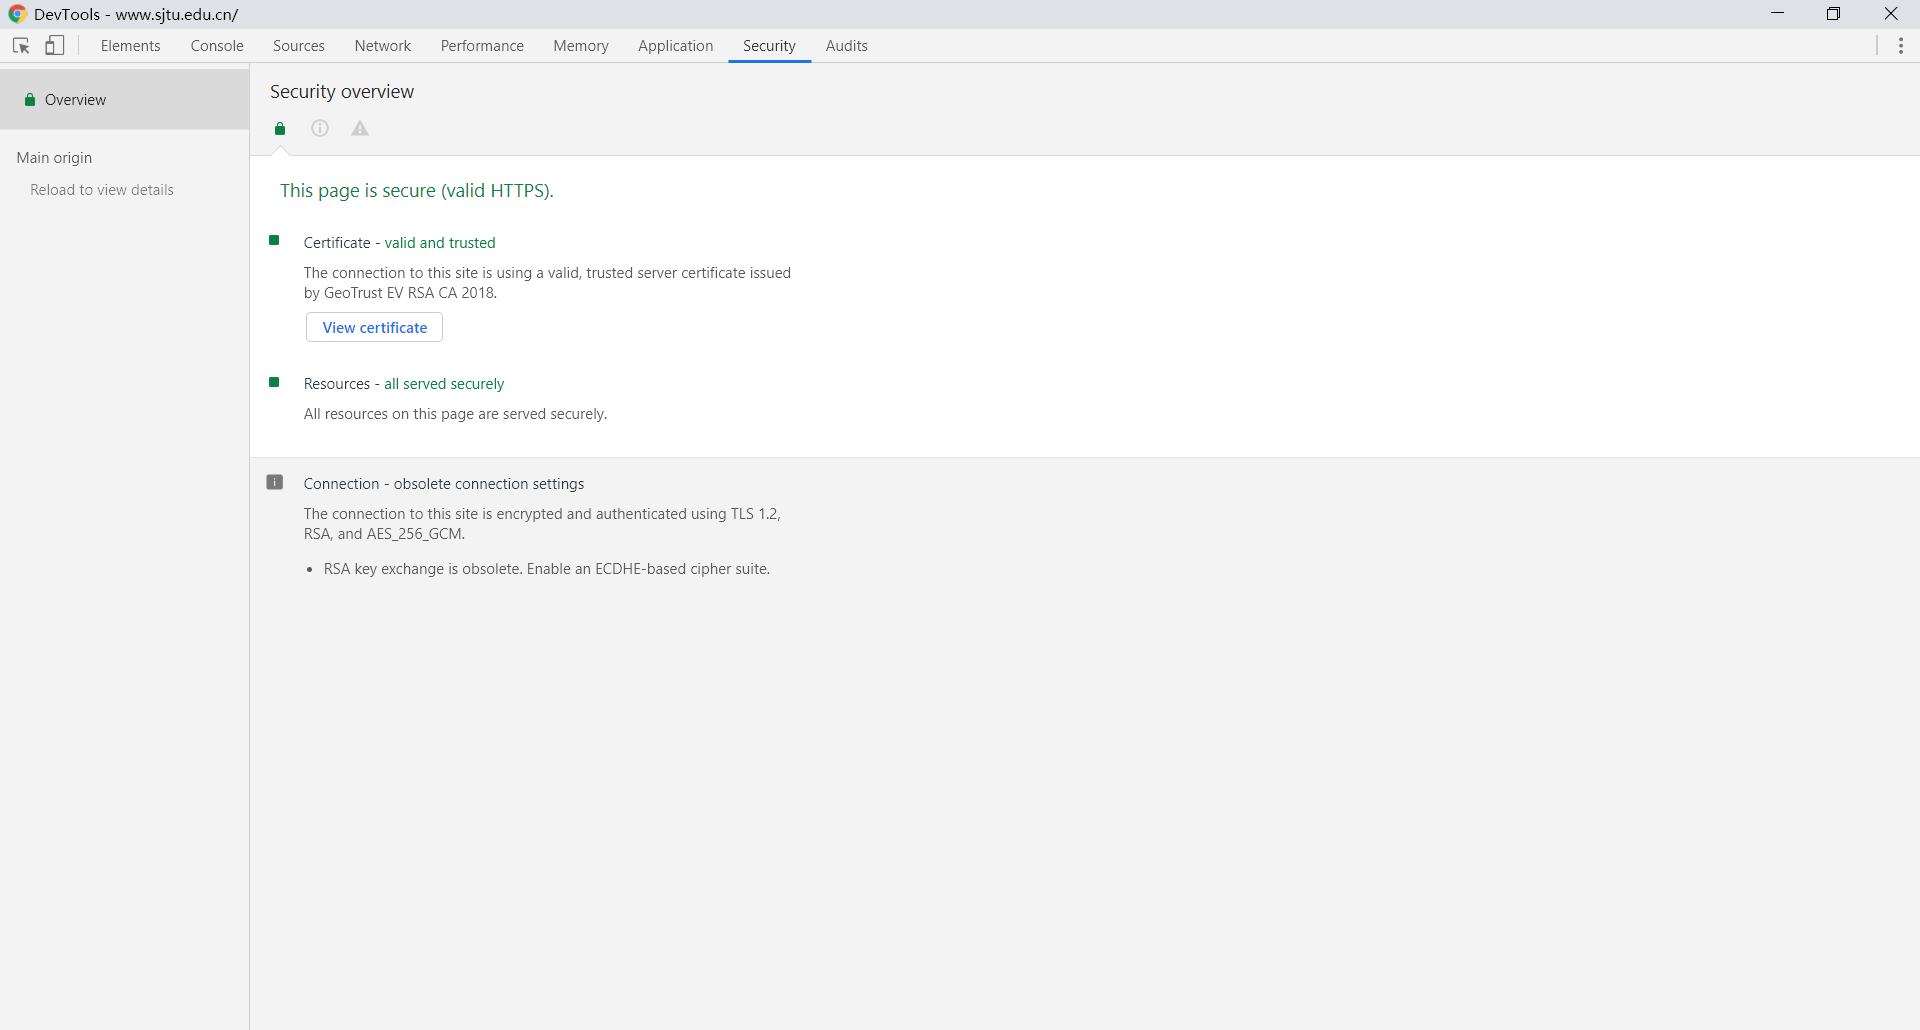 DevTools - www.sjtu.edu.cn/
Elements Console Sources Network Performance Memory Application Security Audits
Overview
Main origin
Reload to view details
Security overview
This page is secure (valid HTTPS).
Certificate - valid and trusted
The connection to this site is using a valid, trusted server certificate issued
by GeoTrust EV RSA CA 2018.
View certificate
Resources - all served securely
All resources on this page are served securely.
Connection - obsolete connection settings
The connection to this site is encrypted and authenticated using TLS 1.2,
RSA, and AES_256_GCM.
• RSA key exchange is obsolete. Enable an ECDHE-based cipher suite.